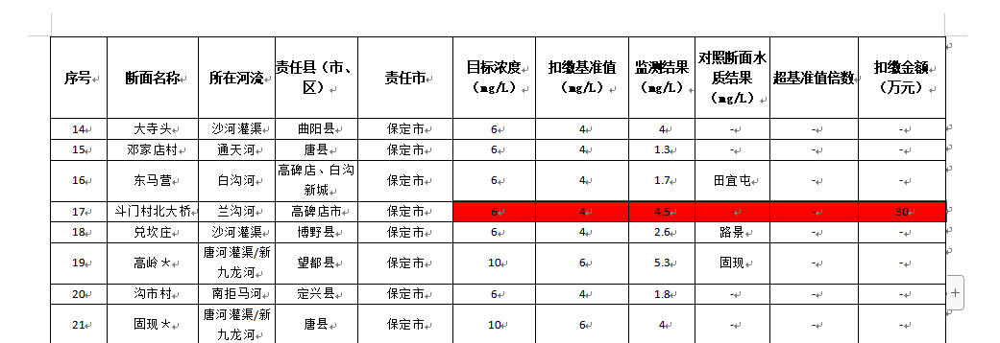 序号 断面名称 所在河流 责任县（市、区） 责任市 目标浓度（mg/L） 扣缴基准值（mg/L） 监测结果（mg/L） 对照断面水质结果（mg/L） 超基准值倍数 扣缴金额（万元）
14 大寺头 沙河灌渠 曲阳县 保定市 6 4 4 - - -
15 邓家店村 通天河 唐县 保定市 6 4 1.3 - - -
16 东马营 白沟河 高碑店、白沟新城 保定市 6 4 1.7 田宜屯 - -
17 斗门村北大桥 兰沟河 高碑店市 保定市 6 4 4.5 - - 30
18 兑坎庄 沙河灌渠 博野县 保定市 6 4 2.6 路景 - -
19 高岭* 唐河灌渠/新九龙河 望都县 保定市 10 6 5.3 固现 - -
20 沟市村 南拒马河 定兴县 保定市 6 4 1.8 - - -
21 固现* 唐河灌渠/新九龙河 唐县 保定市 10 6 4 - - -